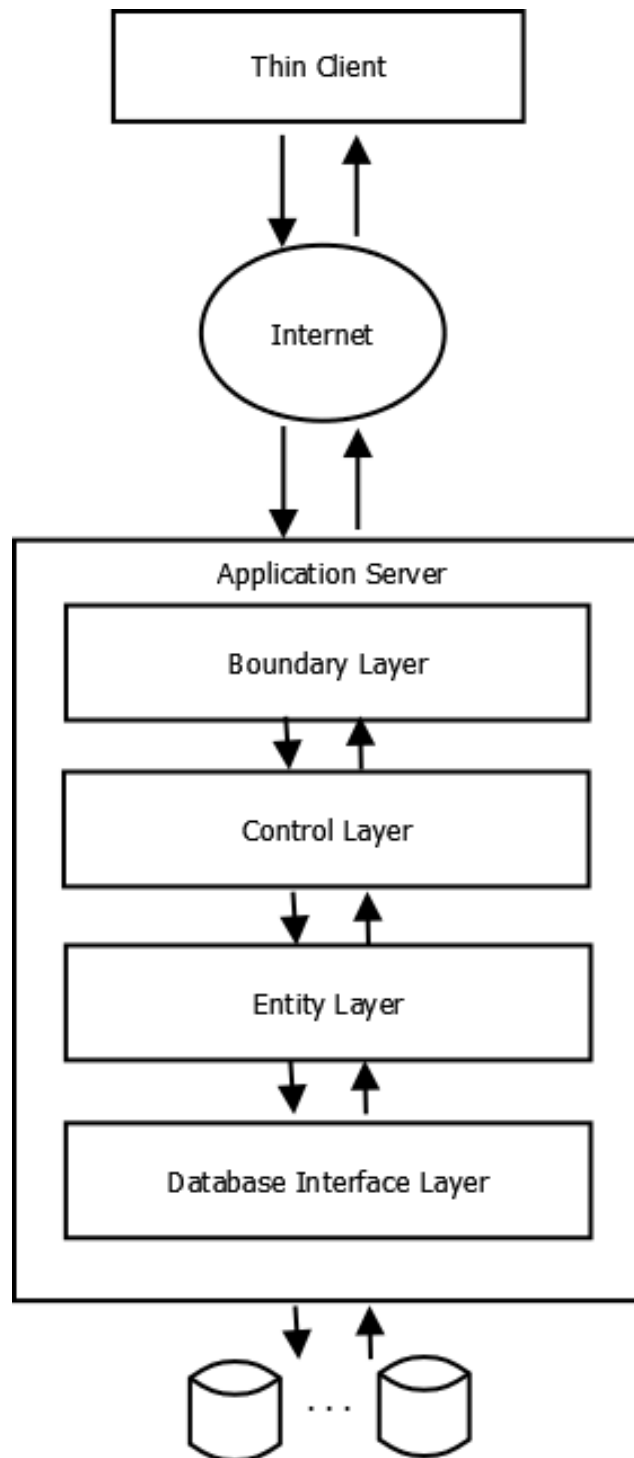 Thin Client
Internet
Application Server
Boundary Layer
Control Layer
Entity Layer
Database Interface Layer
. . .